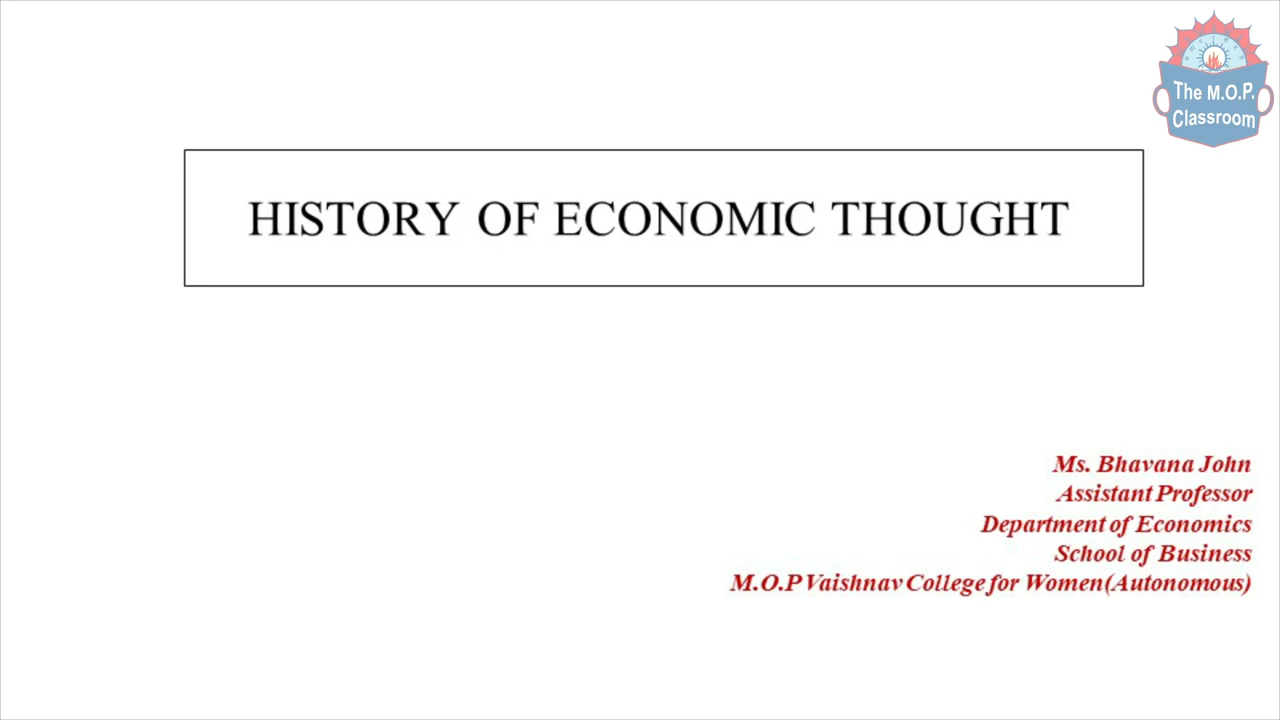 The M.O.P.
Classroom
HISTORY OF ECONOMIC THOUGHT
Ms. Bhavana John
Assistant Professor
Department of Economics
School of Business
M.O.P Vaishnav College for Women(Autonomous)